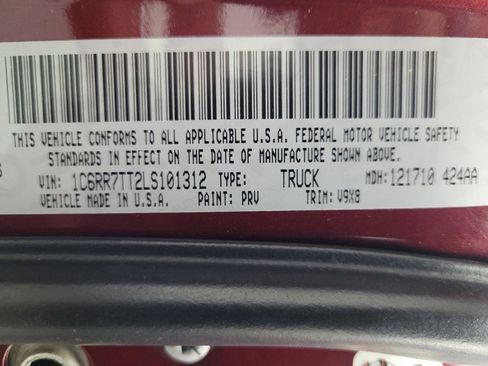 THIS VEHICLE CONFORMS TO ALL APPLICABLE U.S.A. FEDERAL MOTOR VEHICLE SAFETY
STANDARDS IN EFFECT ON THE DATE OF MANUFACTURE SHOWN ABOVE.
VIN: 1C6RR7TT2LS101312 TYPE: TRUCK MDH: 121710 424AA
VEHICLE MADE IN U.S.A. PAINT: PRV TRIM: V9X8